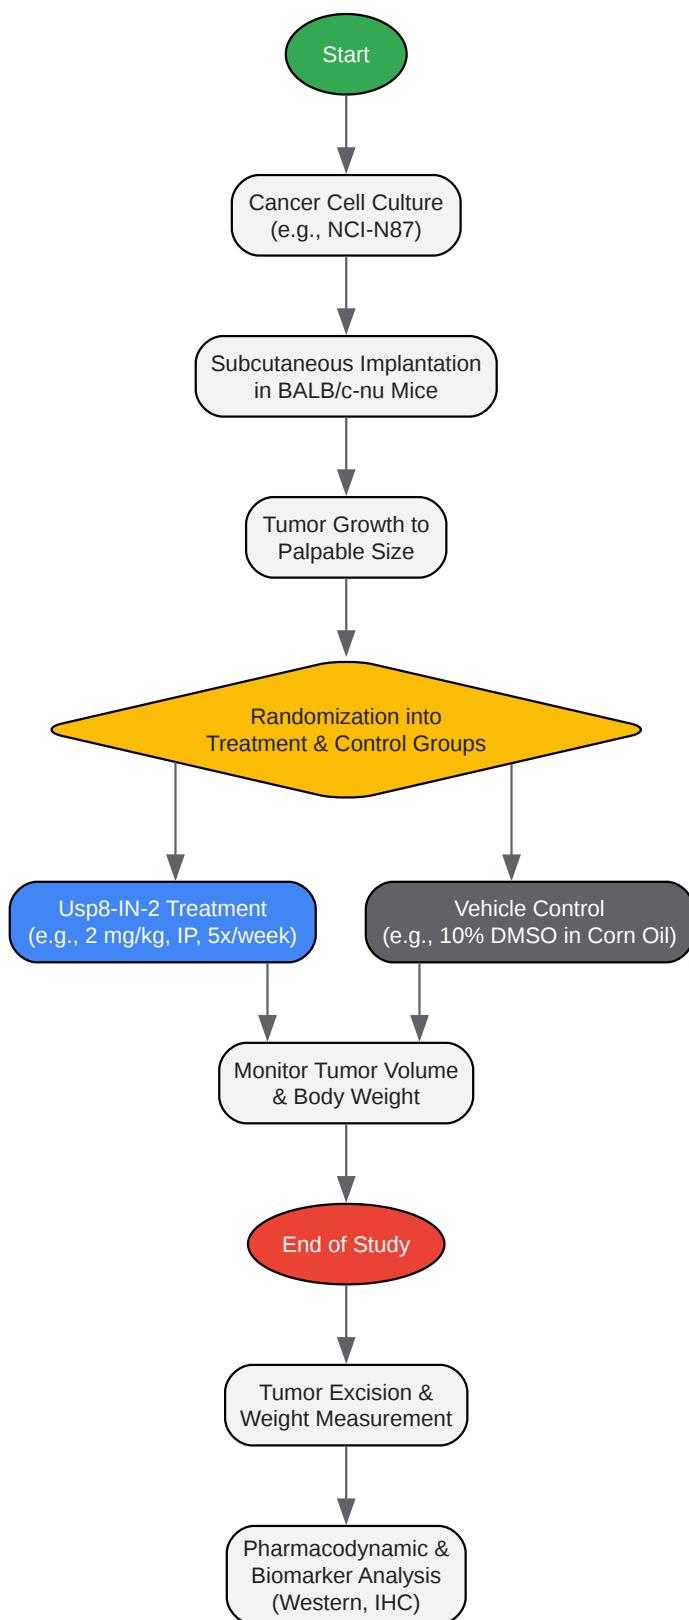 Start
Cancer Cell Culture
(e.g., NCI-N87)
Subcutaneous Implantation
in BALB/c-nu Mice
Tumor Growth to
Palpable Size
Randomization into
Treatment & Control Groups
Usp8-IN-2 Treatment
(e.g., 2 mg/kg, IP, 5x/week)
Vehicle Control
(e.g., 10% DMSO in Corn Oil)
Monitor Tumor Volume
& Body Weight
End of Study
Tumor Excision &
Weight Measurement
Pharmacodynamic &
Biomarker Analysis
(Western, IHC)